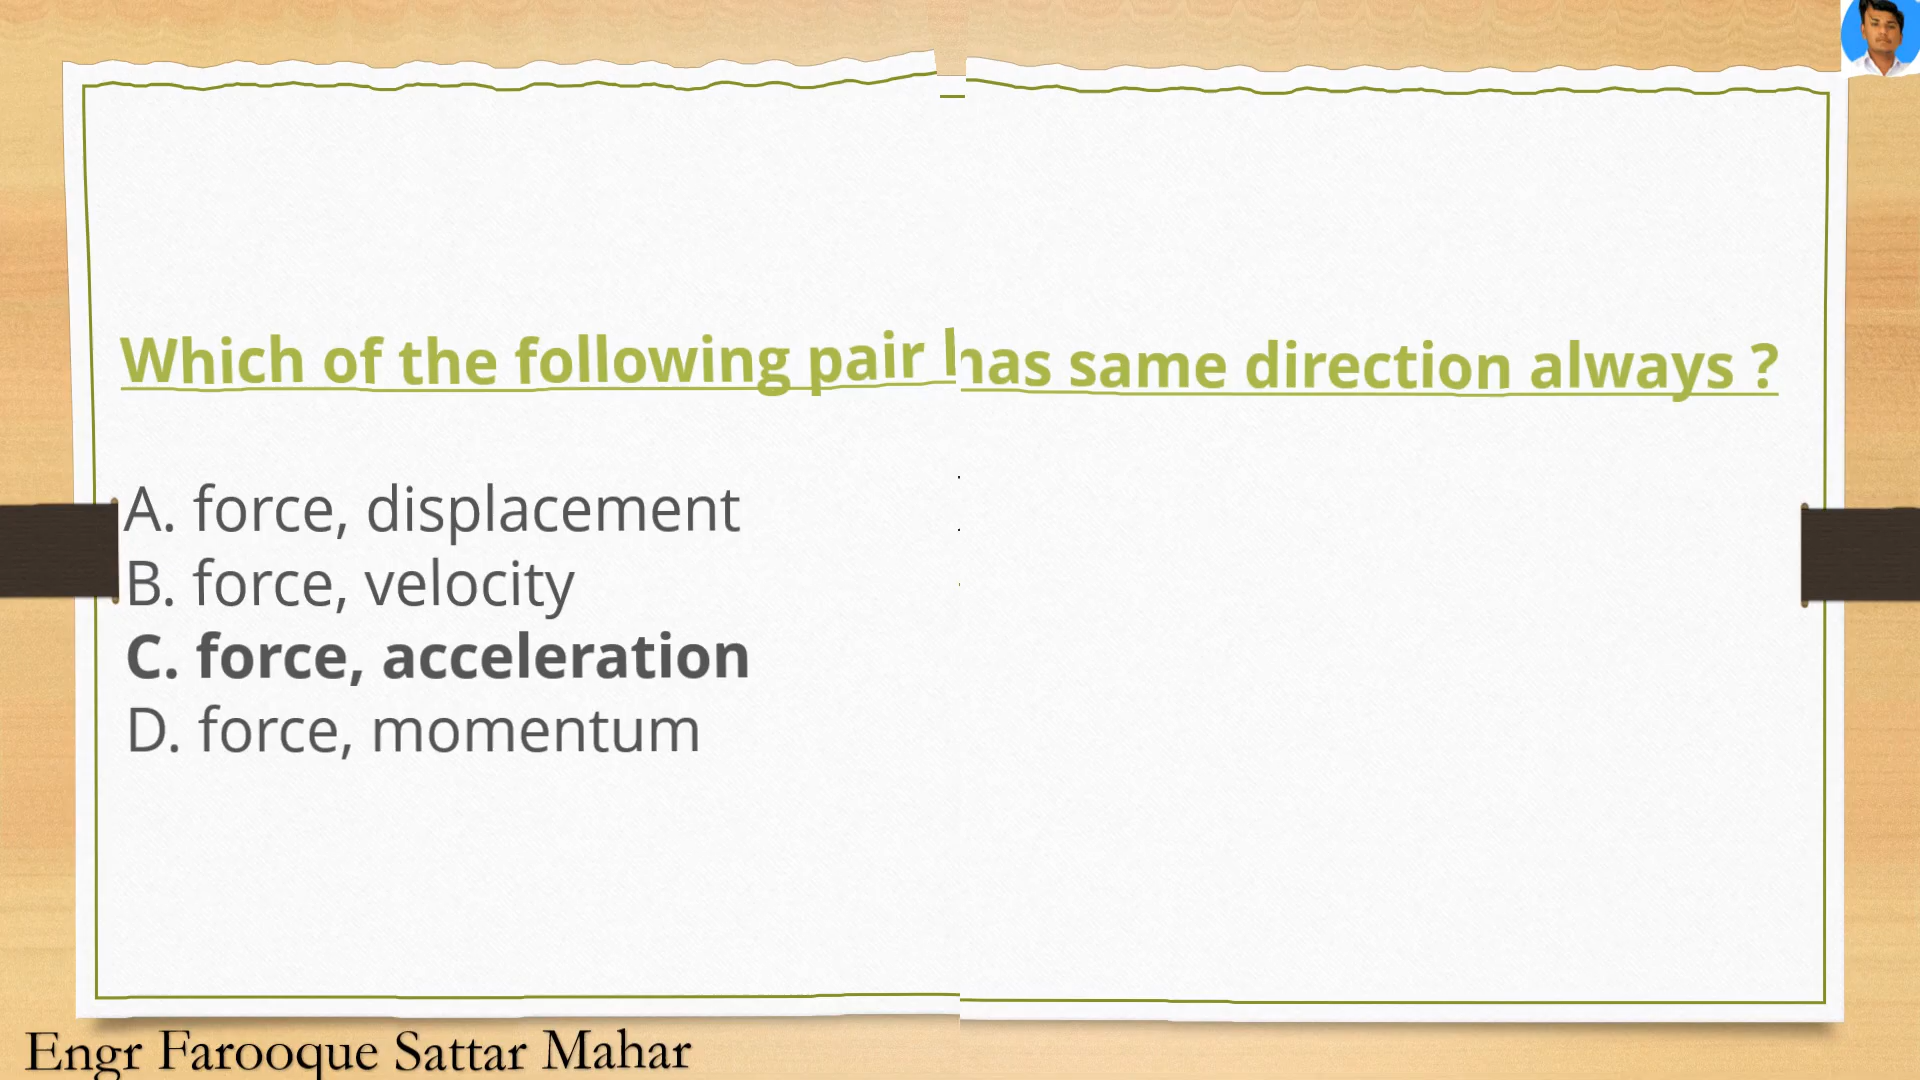 Which of the following pair has same direction always ?
A. force, displacement
B. force, velocity
C. force, acceleration
D. force, momentum
Engr Farooque Sattar Mahar